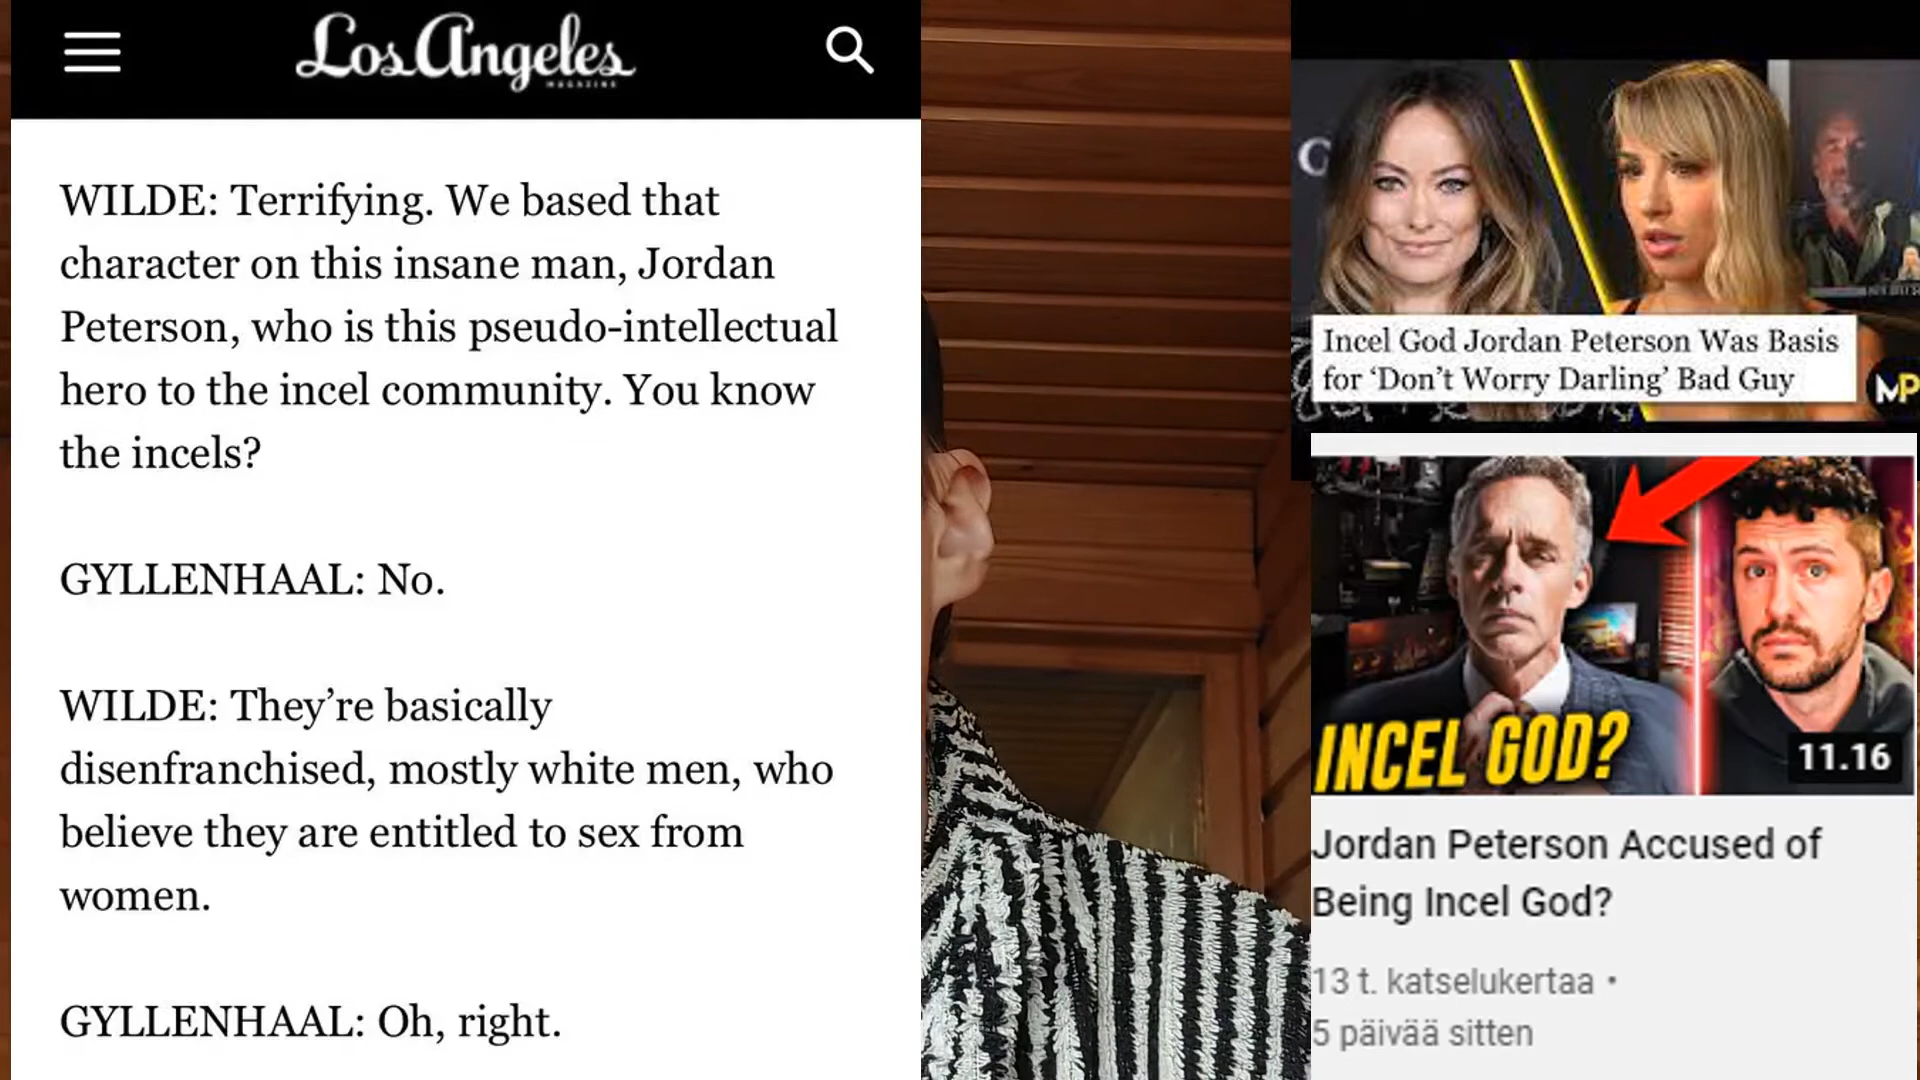 Los Angeles
MAGAZINE
WILDE: Terrifying. We based that
character on this insane man, Jordan
Peterson, who is this pseudo-intellectual
hero to the incel community. You know
the incels?
GYLLENHAAL: No.
WILDE: They’re basically
disenfranchised, mostly white men, who
believe they are entitled to sex from
women.
GYLLENHAAL: Oh, right.
G
Incel God Jordan Peterson Was Basis
for ‘Don’t Worry Darling’ Bad Guy
MP
INCEL GOD?
11.16
Jordan Peterson Accused of
Being Incel God?
13 t. katselukertaa •
5 päivää sitten